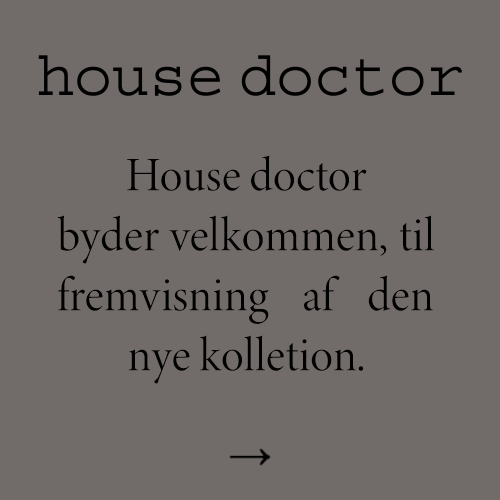 house doctor
House doctor
byder velkommen, til
fremvisning af den
nye kolletion.
→